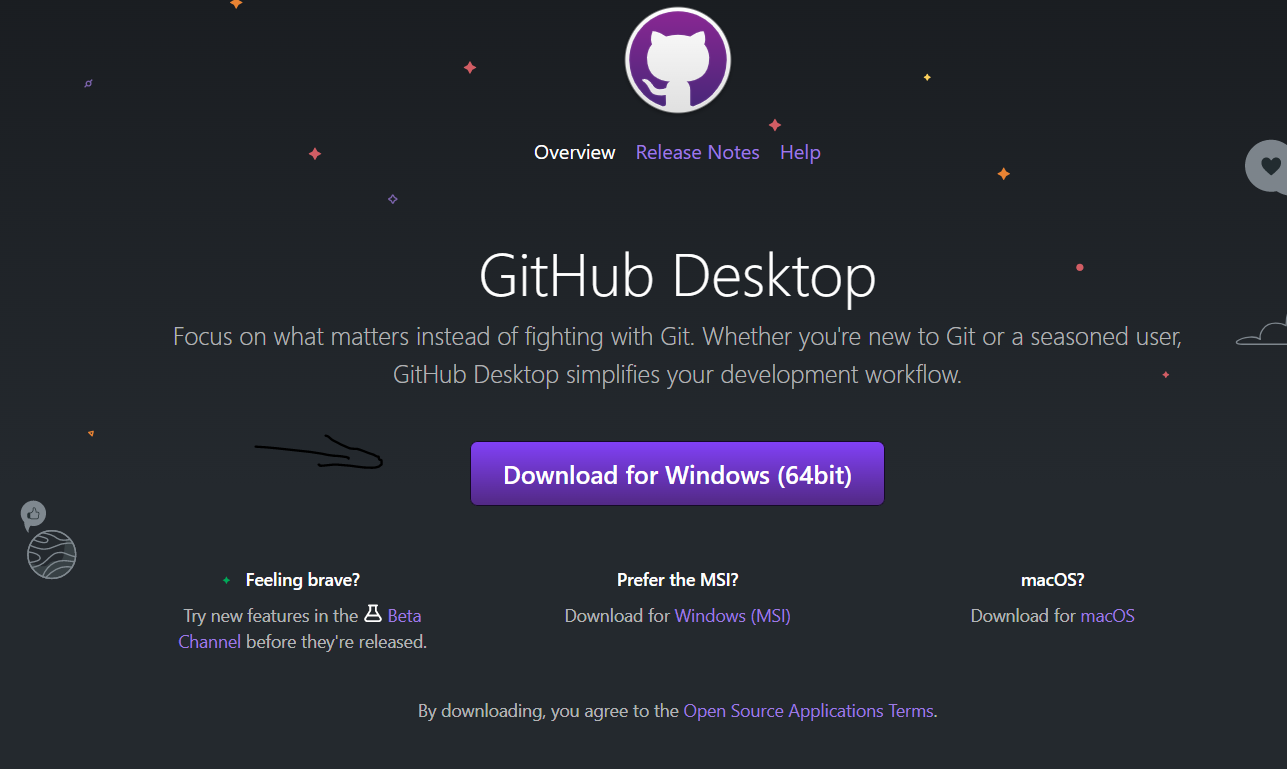 Overview Release Notes Help
GitHub Desktop
Focus on what matters instead of fighting with Git. Whether you're new to Git or a seasoned user,
GitHub Desktop simplifies your development workflow.
Download for Windows (64bit)
Feeling brave?
Try new features in the Beta
Channel before they're released.
Prefer the MSI?
Download for Windows (MSI)
macOS?
Download for macOS
By downloading, you agree to the Open Source Applications Terms.